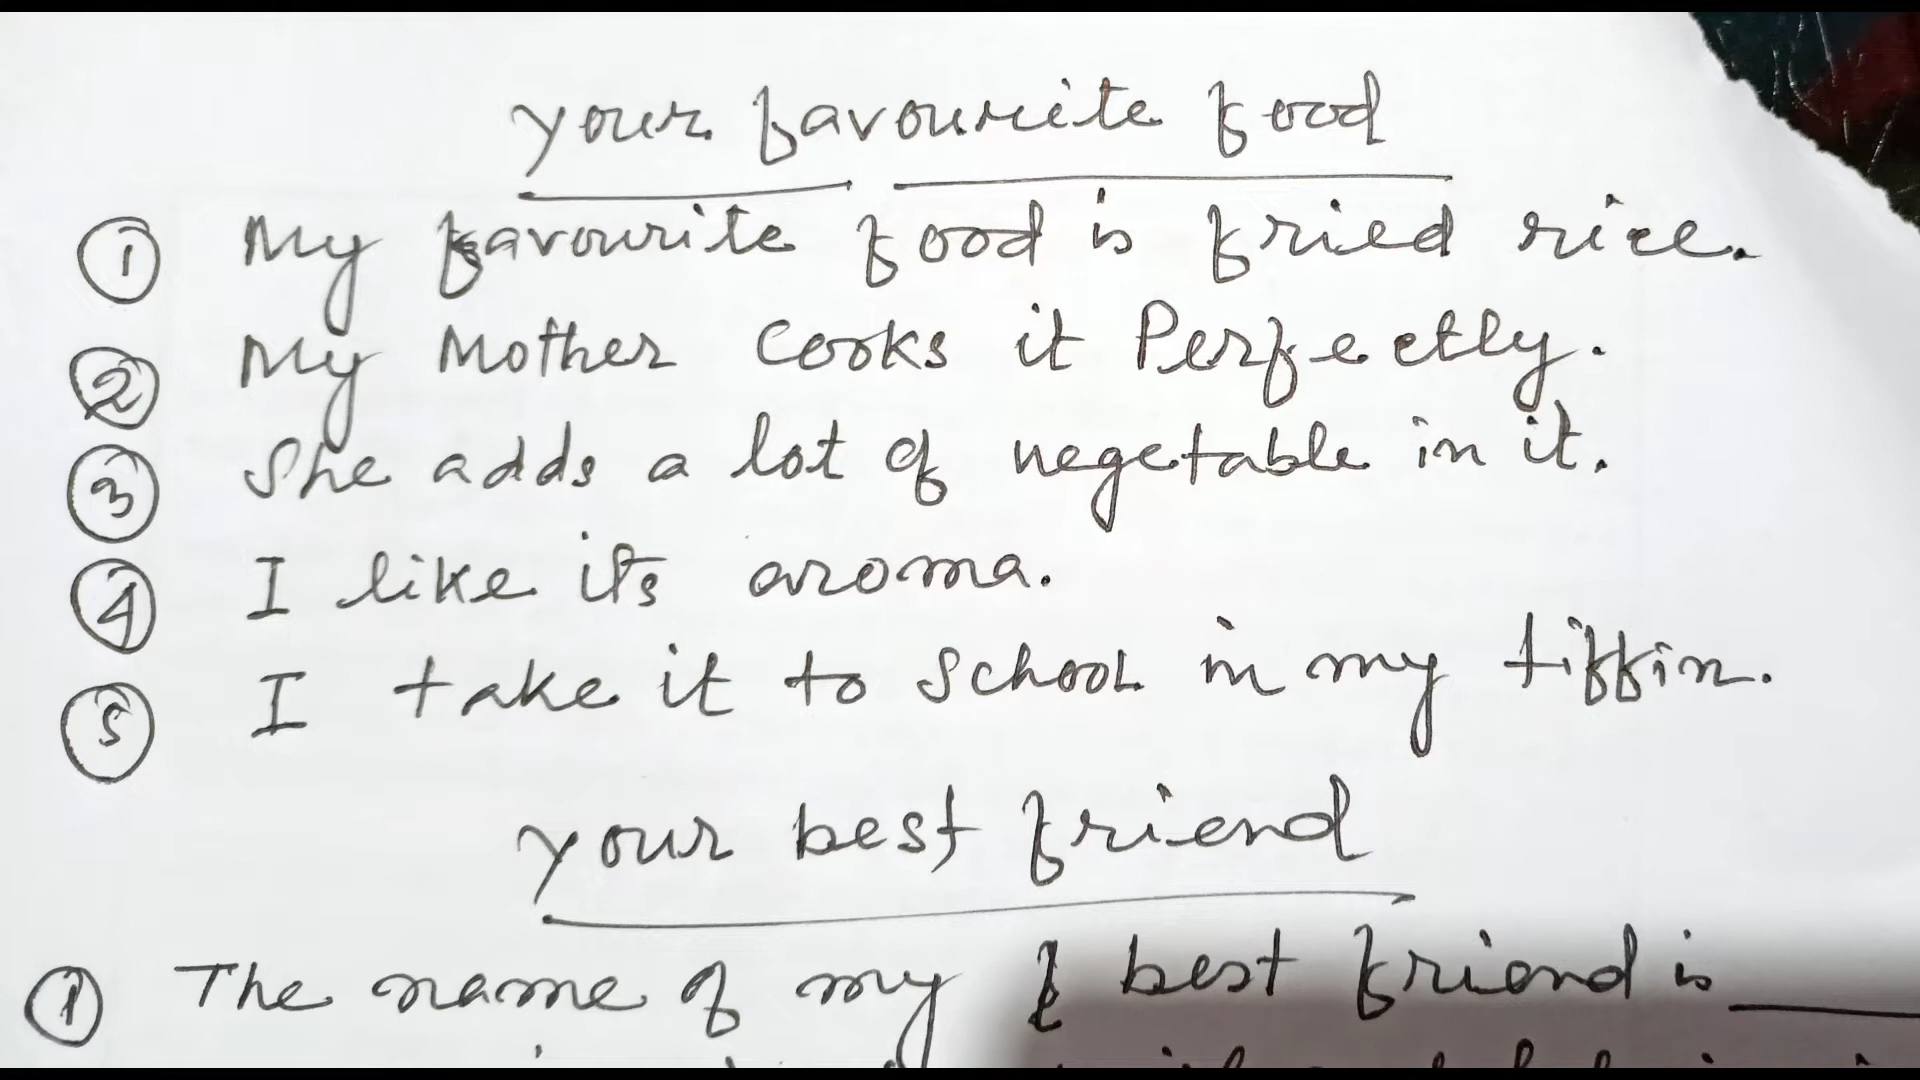 your favourite food
① My favourite food is fried rice.
② My Mother Cooks it Perfectly.
③ She adds a lot of vegetable in it.
④ I like its aroma.
⑤ I take it to School in my tiffin.
your best friend
① The name of my best friend is